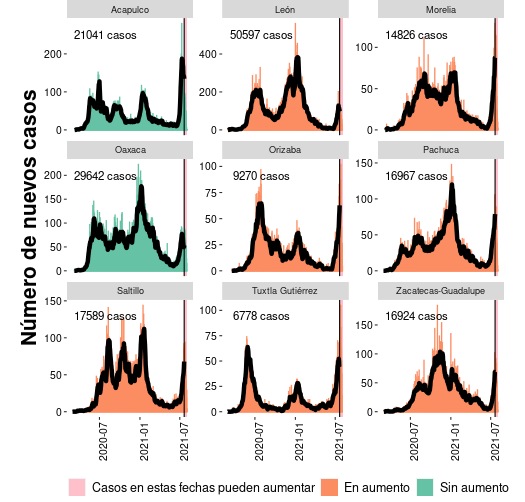 Acapulco
León
Morelia
21041 casos
50597 casos
14826 casos
200
100
0
400
200
0
100
50
0
Oaxaca
Orizaba
Pachuca
29642 casos
9270 casos
16967 casos
200
150
100
50
0
100
75
50
25
0
150
100
50
0
Saltillo
Tuxtla Gutiérrez
Zacatecas-Guadalupe
17589 casos
6778 casos
16924 casos
150
100
50
0
100
75
50
25
0
150
100
50
0
2020-07
2021-01
2021-07
2020-07
2021-01
2021-07
2020-07
2021-01
2021-07
Número de nuevos casos
Casos en estas fechas pueden aumentar
En aumento
Sin aumento